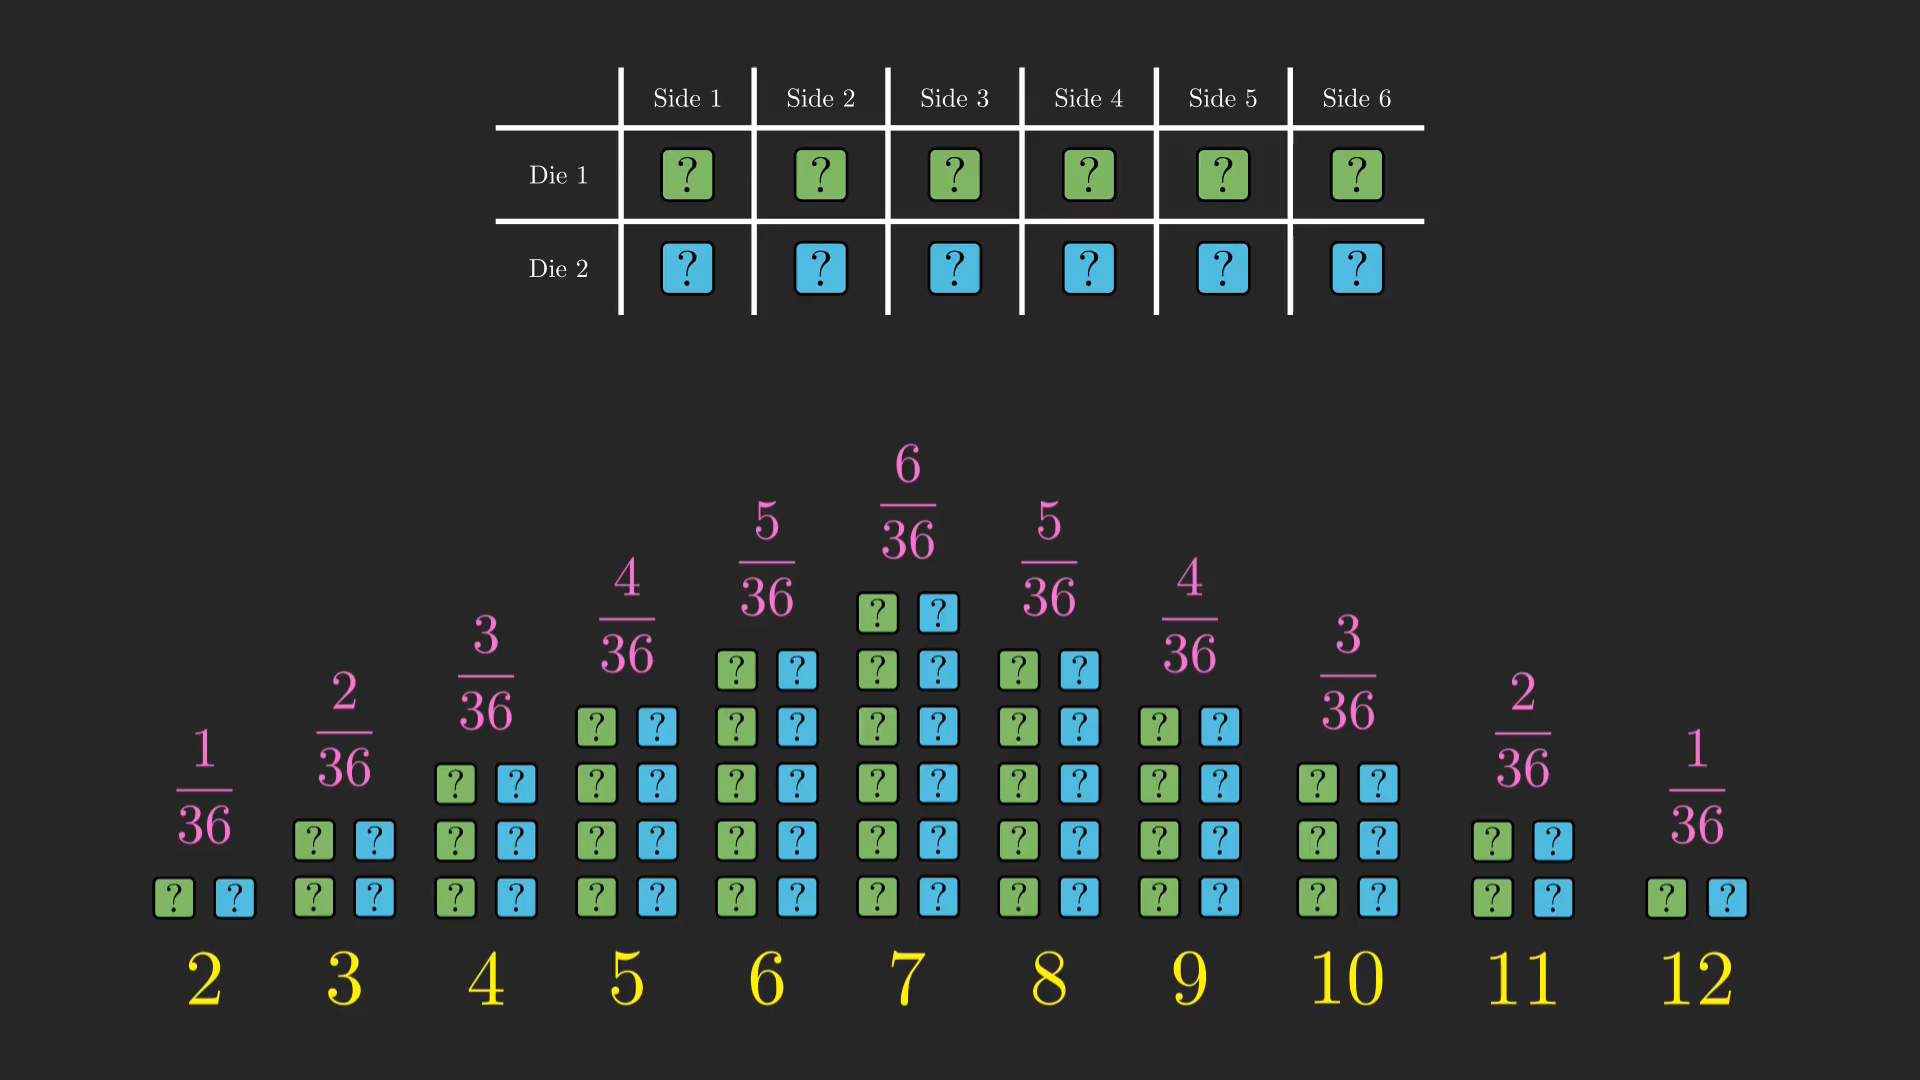 Side 1 Side 2 Side 3 Side 4 Side 5 Side 6
Die 1 ? ? ? ? ? ?
Die 2 ? ? ? ? ? ?
6
36
5 5
36 36
4 4
36 36
3 3
36 36
2 2
36 36
1 1
36 36
? ?
? ? ? ? ? ?
? ? ? ? ? ? ? ? ? ?
? ? ? ? ? ? ? ? ? ? ? ? ? ?
? ? ? ? ? ? ? ? ? ? ? ? ? ? ? ? ? ?
? ? ? ? ? ? ? ? ? ? ? ? ? ? ? ? ? ? ? ? ? ?
2 3 4 5 6 7 8 9 10 11 12